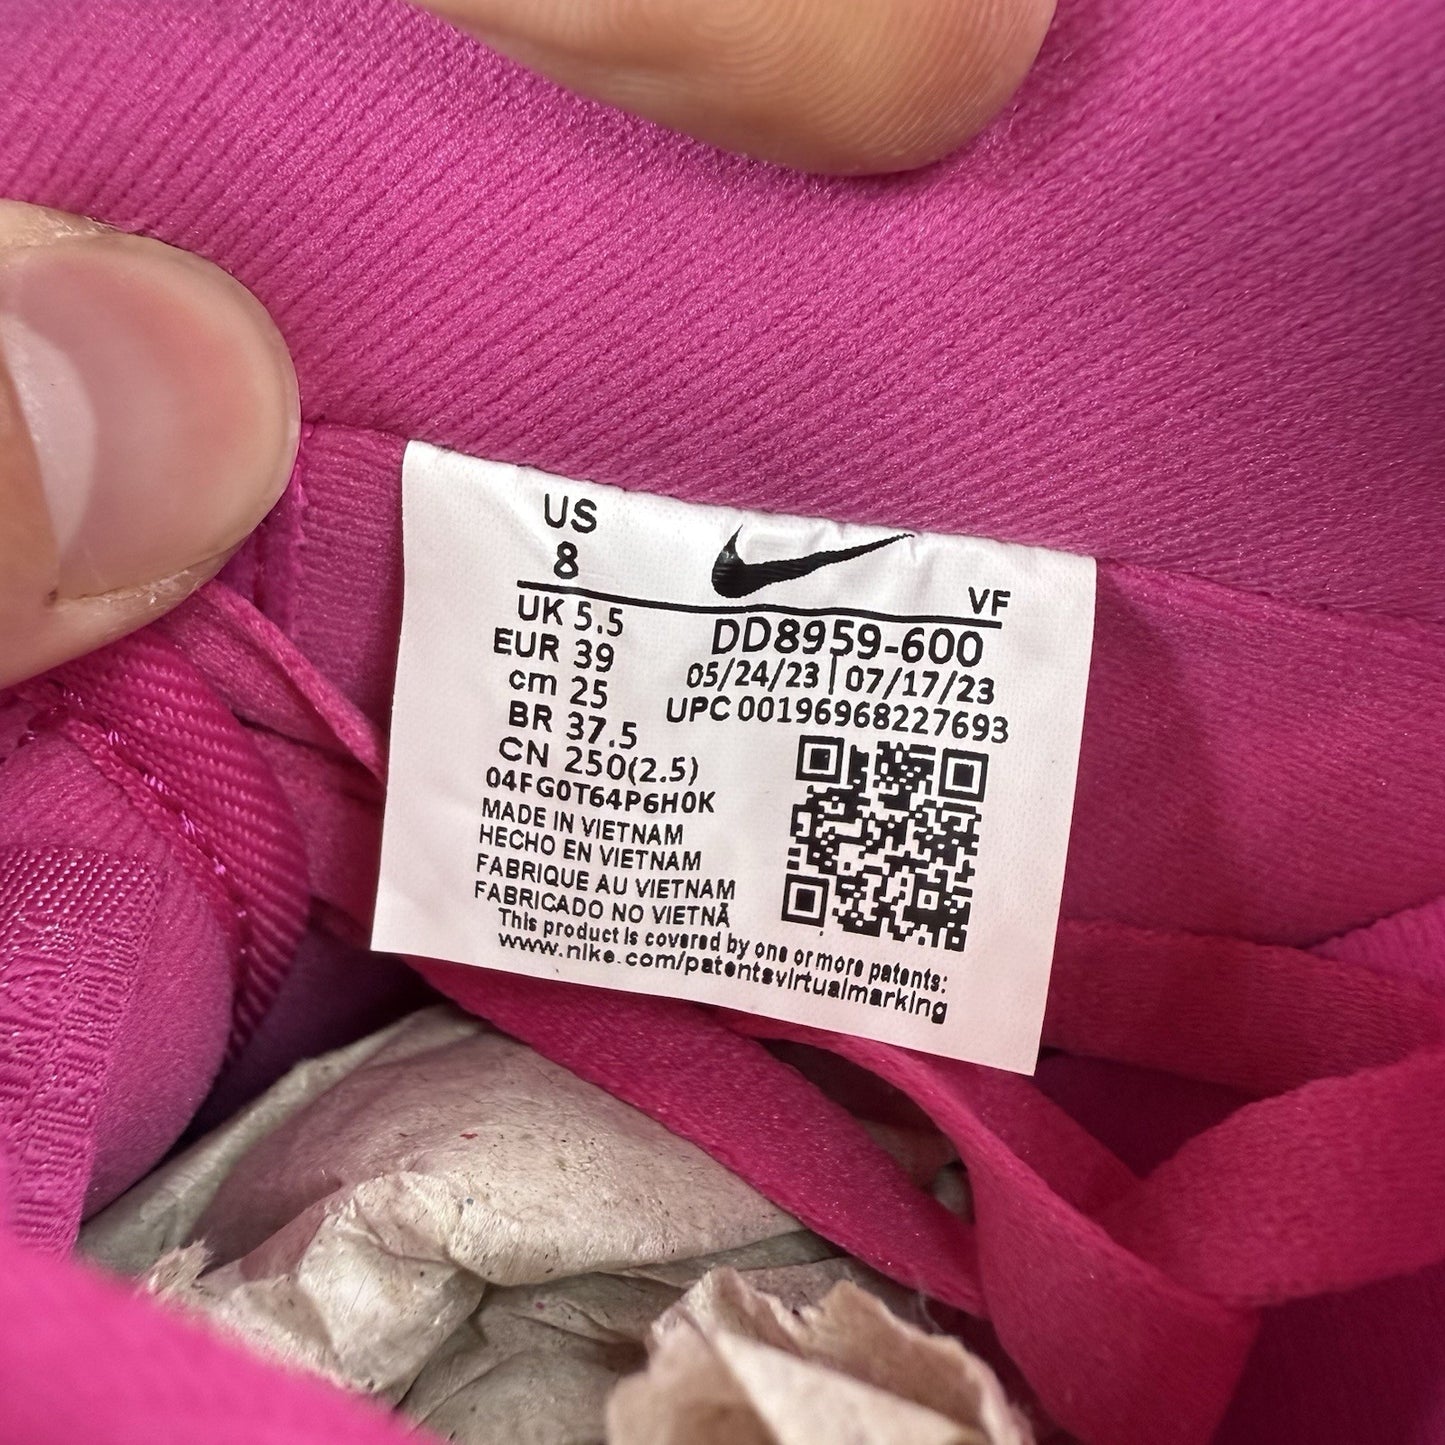 US
8
VF
UK 5.5
EUR 39
cm 25
BR 37.5
CN 250(2.5)
DD8959-600
05/24/23 | 07/17/23
UPC 00196968227693
04FG0T64P6H0K
MADE IN VIETNAM
HECHO EN VIETNAM
FABRIQUE AU VIETNAM
FABRICADO NO VIETNÃ
This product is covered by one or more patents:
www.nike.com/patentsvirtualmarking